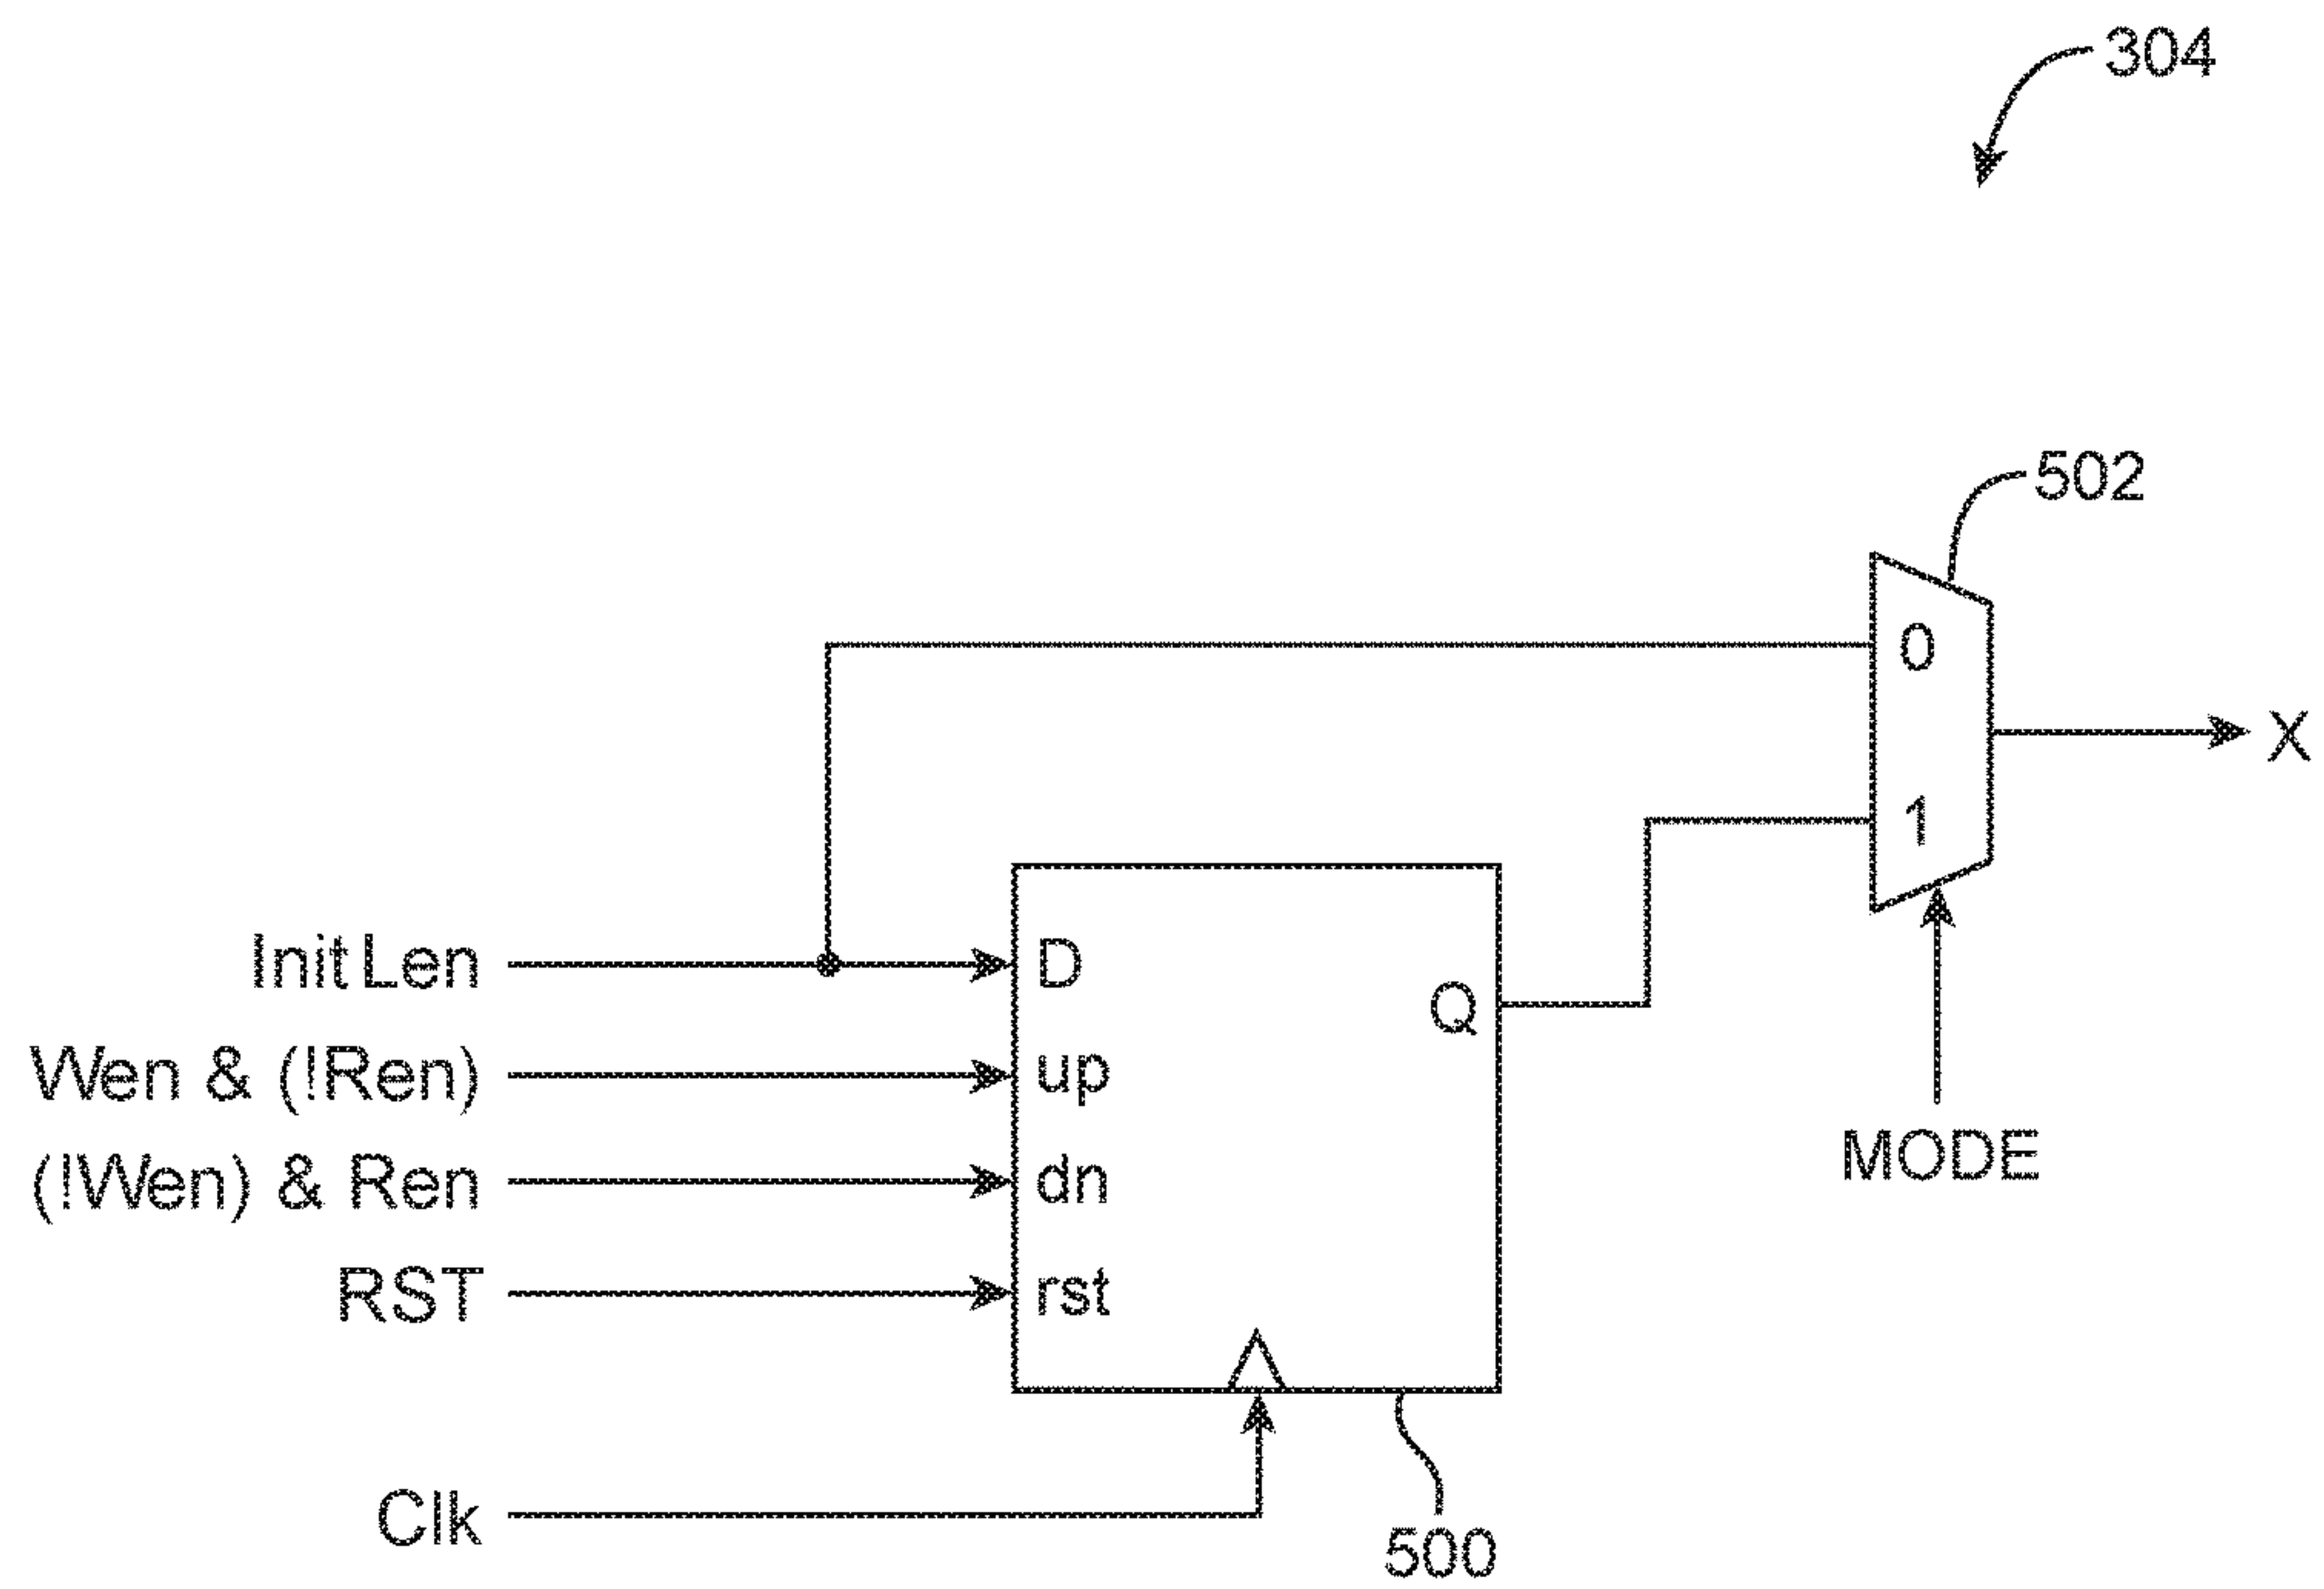 304
502
0
X
1
Init Len
D
Q
Wen & (!Ren)
up
MODE
(!Wen) & Ren
dn
RST
rst
Clk
500